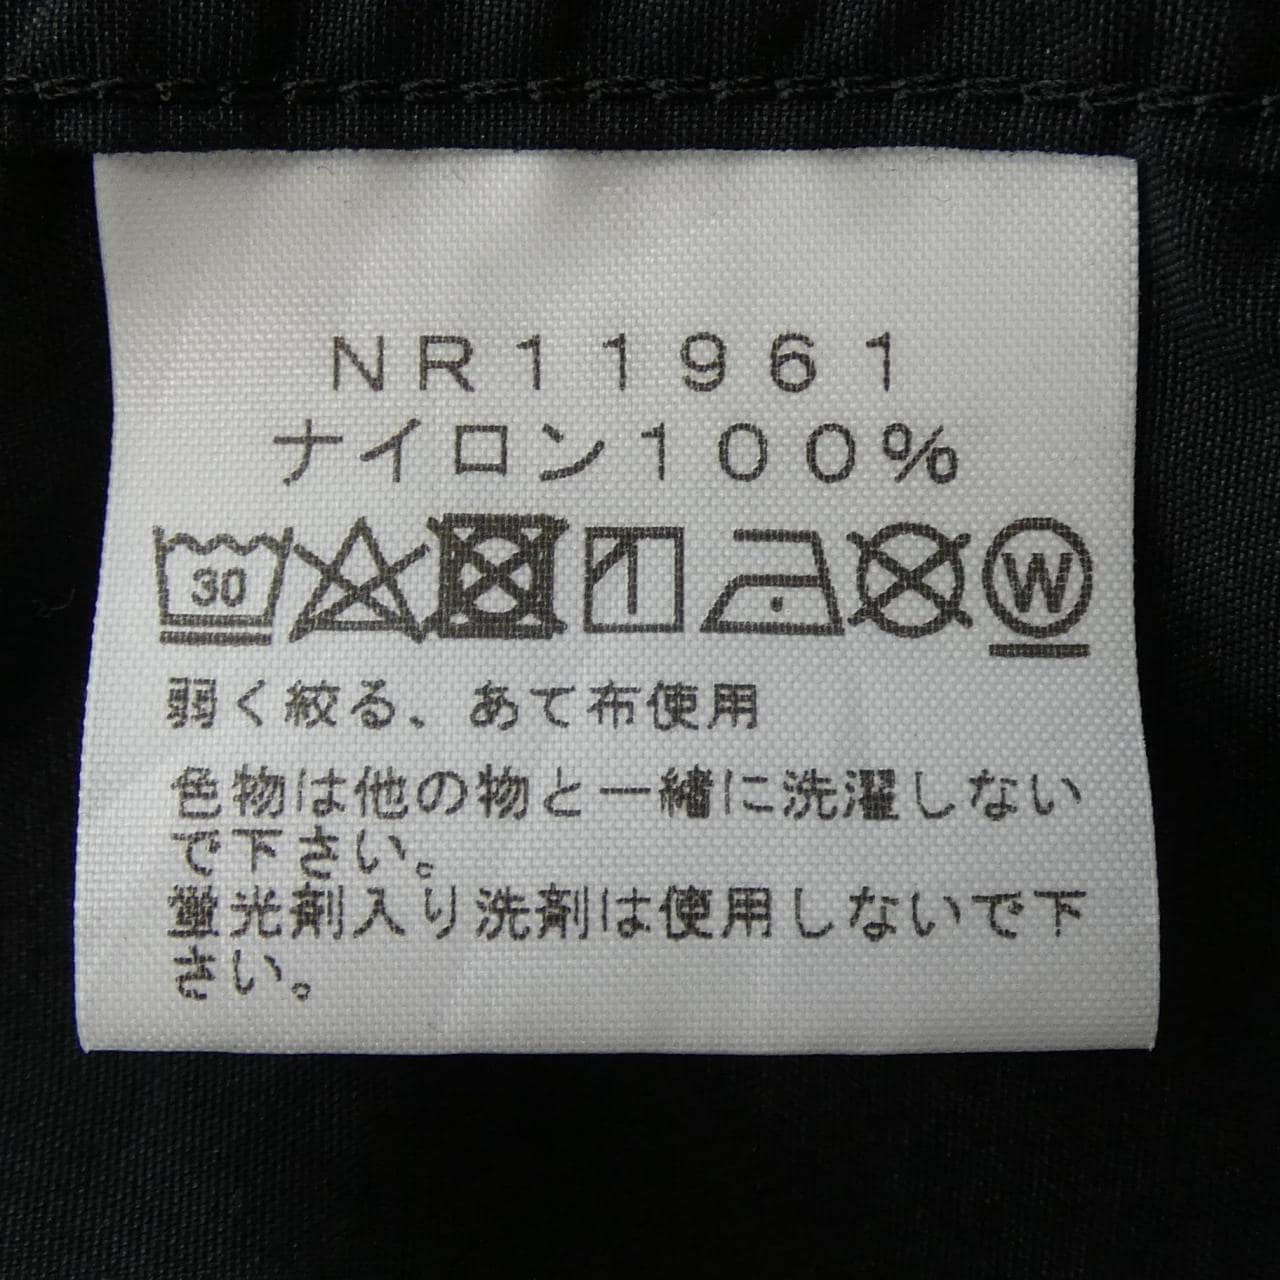 NR11961
ナイロン100%
30 W
弱く絞る、あて布使用
色物は他の物と一緒に洗濯しない
で下さい。
蛍光剤入り洗剤は使用しないで下
さい。